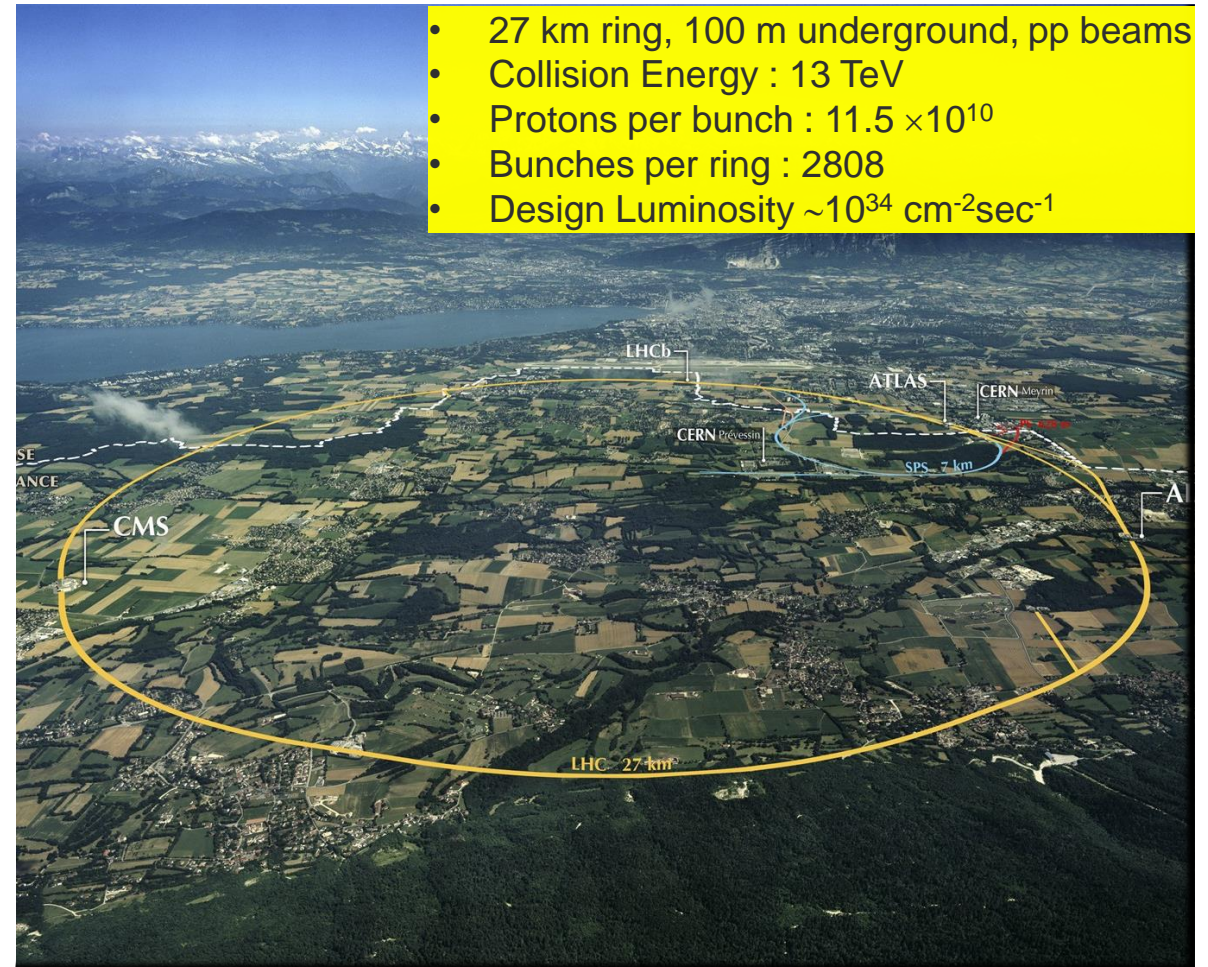 • 27 km ring, 100 m underground, pp beams
• Collision Energy : 13 TeV
• Protons per bunch : 11.5 ×10¹⁰
• Bunches per ring : 2808
• Design Luminosity ~10³⁴ cm⁻²sec⁻¹
LHCb
ATLAS
CERN Meyrin
CERN Prévessin
SPS 7 km
SE
ANCE
A
CMS
LHC 27 km